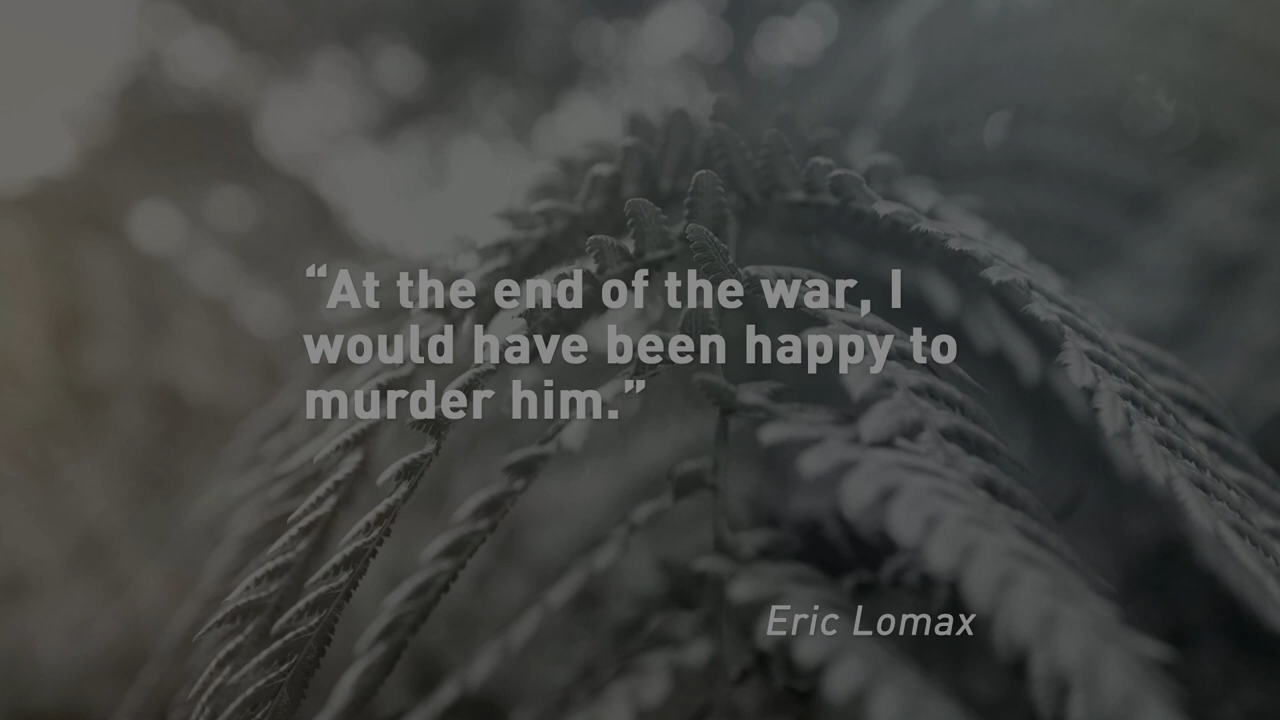 “At the end of the war, I
would have been happy to
murder him.”
Eric Lomax